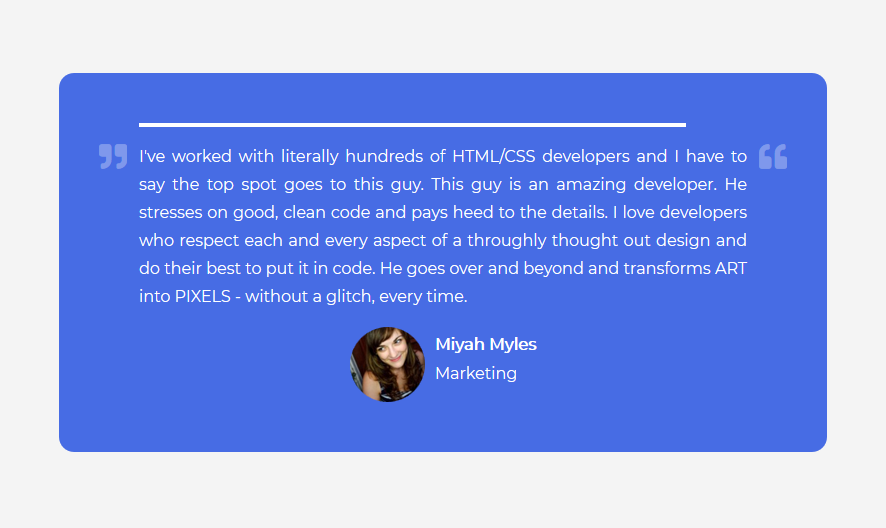 I've worked with literally hundreds of HTML/CSS developers and I have to
say the top spot goes to this guy. This guy is an amazing developer. He
stresses on good, clean code and pays heed to the details. I love developers
who respect each and every aspect of a throughly thought out design and
do their best to put it in code. He goes over and beyond and transforms ART
into PIXELS - without a glitch, every time.
Miyah Myles
Marketing